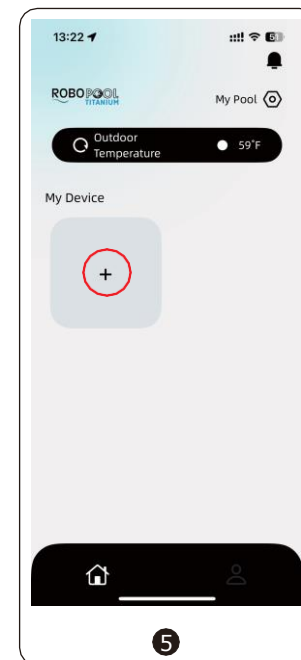 13:22
ROBOPOOL
TITANIUM
My Pool
Outdoor
Temperature
59°F
My Device
+
5